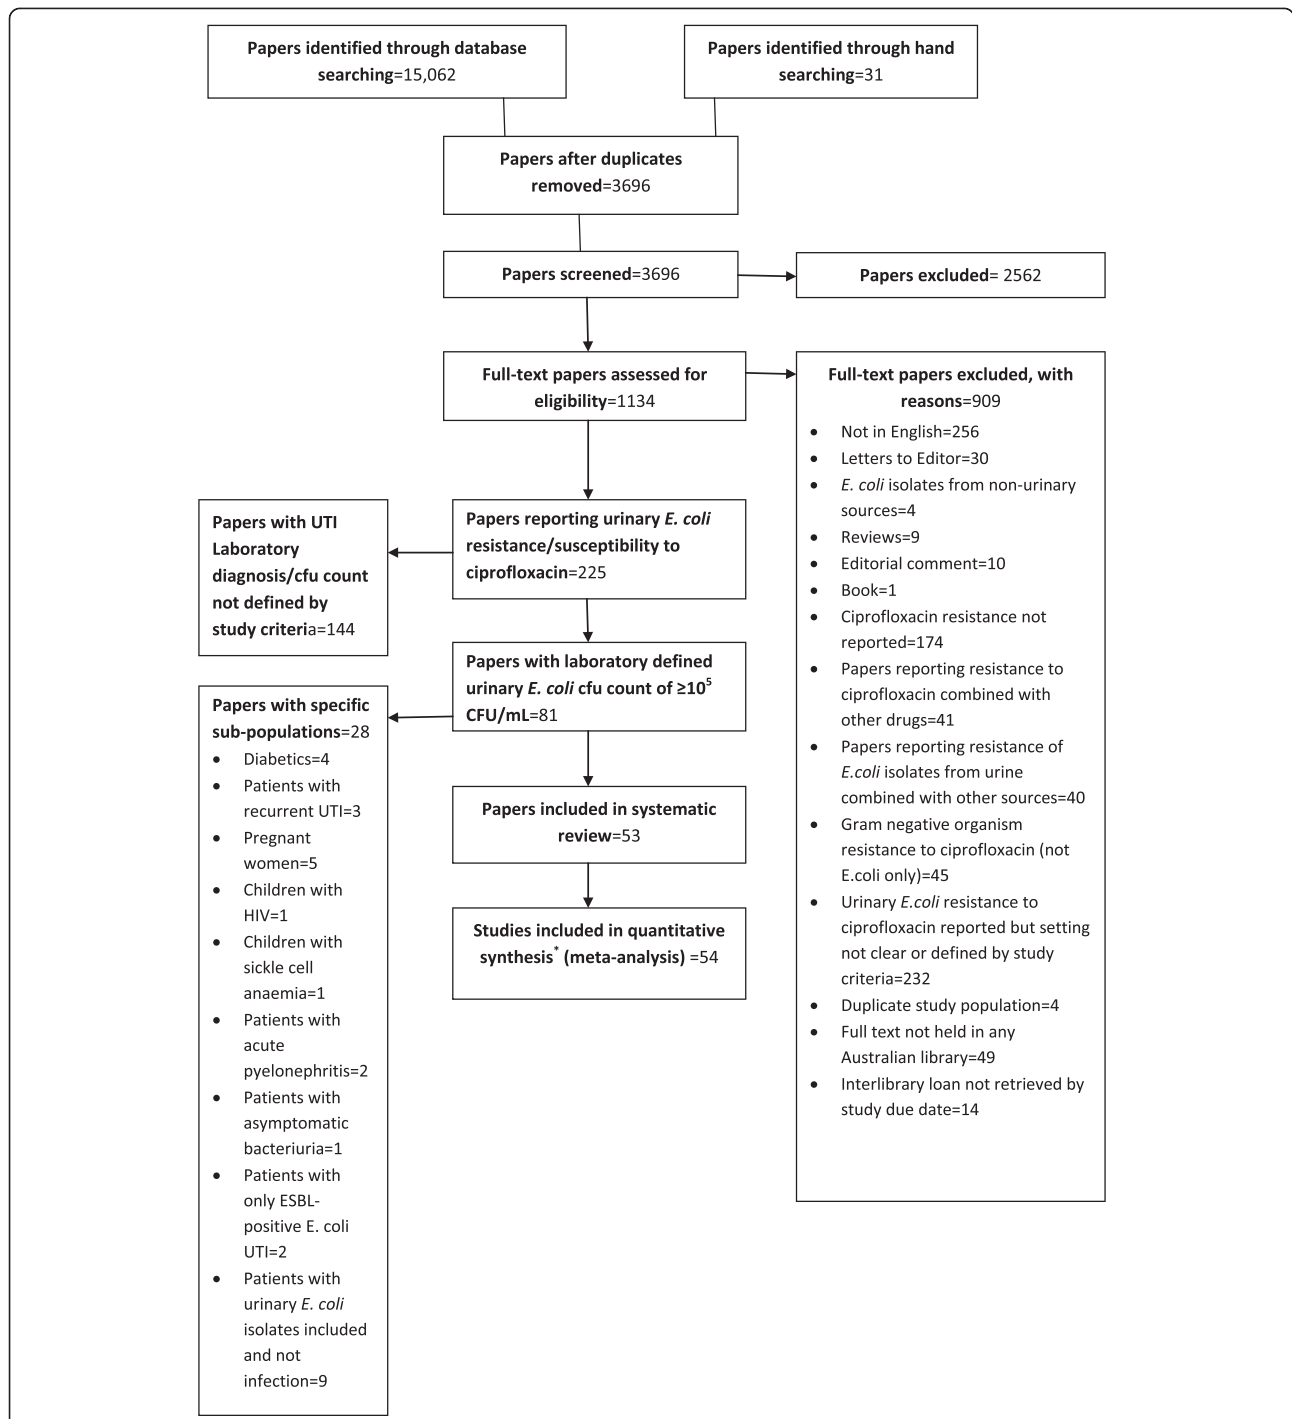 Papers identified through database
searching=15,062
Papers identified through hand
searching=31
Papers after duplicates
removed=3696
Papers screened=3696
Papers excluded= 2562
Full-text papers assessed for
eligibility=1134
Full-text papers excluded, with
reasons=909
• Not in English=256
• Letters to Editor=30
• E. coli isolates from non-urinary
sources=4
• Reviews=9
• Editorial comment=10
• Book=1
• Ciprofloxacin resistance not
reported=174
• Papers reporting resistance to
ciprofloxacin combined with
other drugs=41
• Papers reporting resistance of
E.coli isolates from urine
combined with other sources=40
• Gram negative organism
resistance to ciprofloxacin (not
E.coli only)=45
• Urinary E.coli resistance to
ciprofloxacin reported but setting
not clear or defined by study
criteria=232
• Duplicate study population=4
• Full text not held in any
Australian library=49
• Interlibrary loan not retrieved by
study due date=14
Papers reporting urinary E. coli
resistance/susceptibility to
ciprofloxacin=225
Papers with UTI
Laboratory
diagnosis/cfu count
not defined by
study criteria=144
Papers with laboratory defined
urinary E. coli cfu count of ≥10⁵
CFU/mL=81
Papers with specific
sub-populations=28
• Diabetics=4
• Patients with
recurrent UTI=3
• Pregnant
women=5
• Children with
HIV=1
• Children with
sickle cell
anaemia=1
• Patients with
acute
pyelonephritis=2
• Patients with
asymptomatic
bacteriuria=1
• Patients with
only ESBL-
positive E. coli
UTI=2
• Patients with
urinary E. coli
isolates included
and not
infection=9
Papers included in systematic
review=53
Studies included in quantitative
synthesis* (meta-analysis) =54